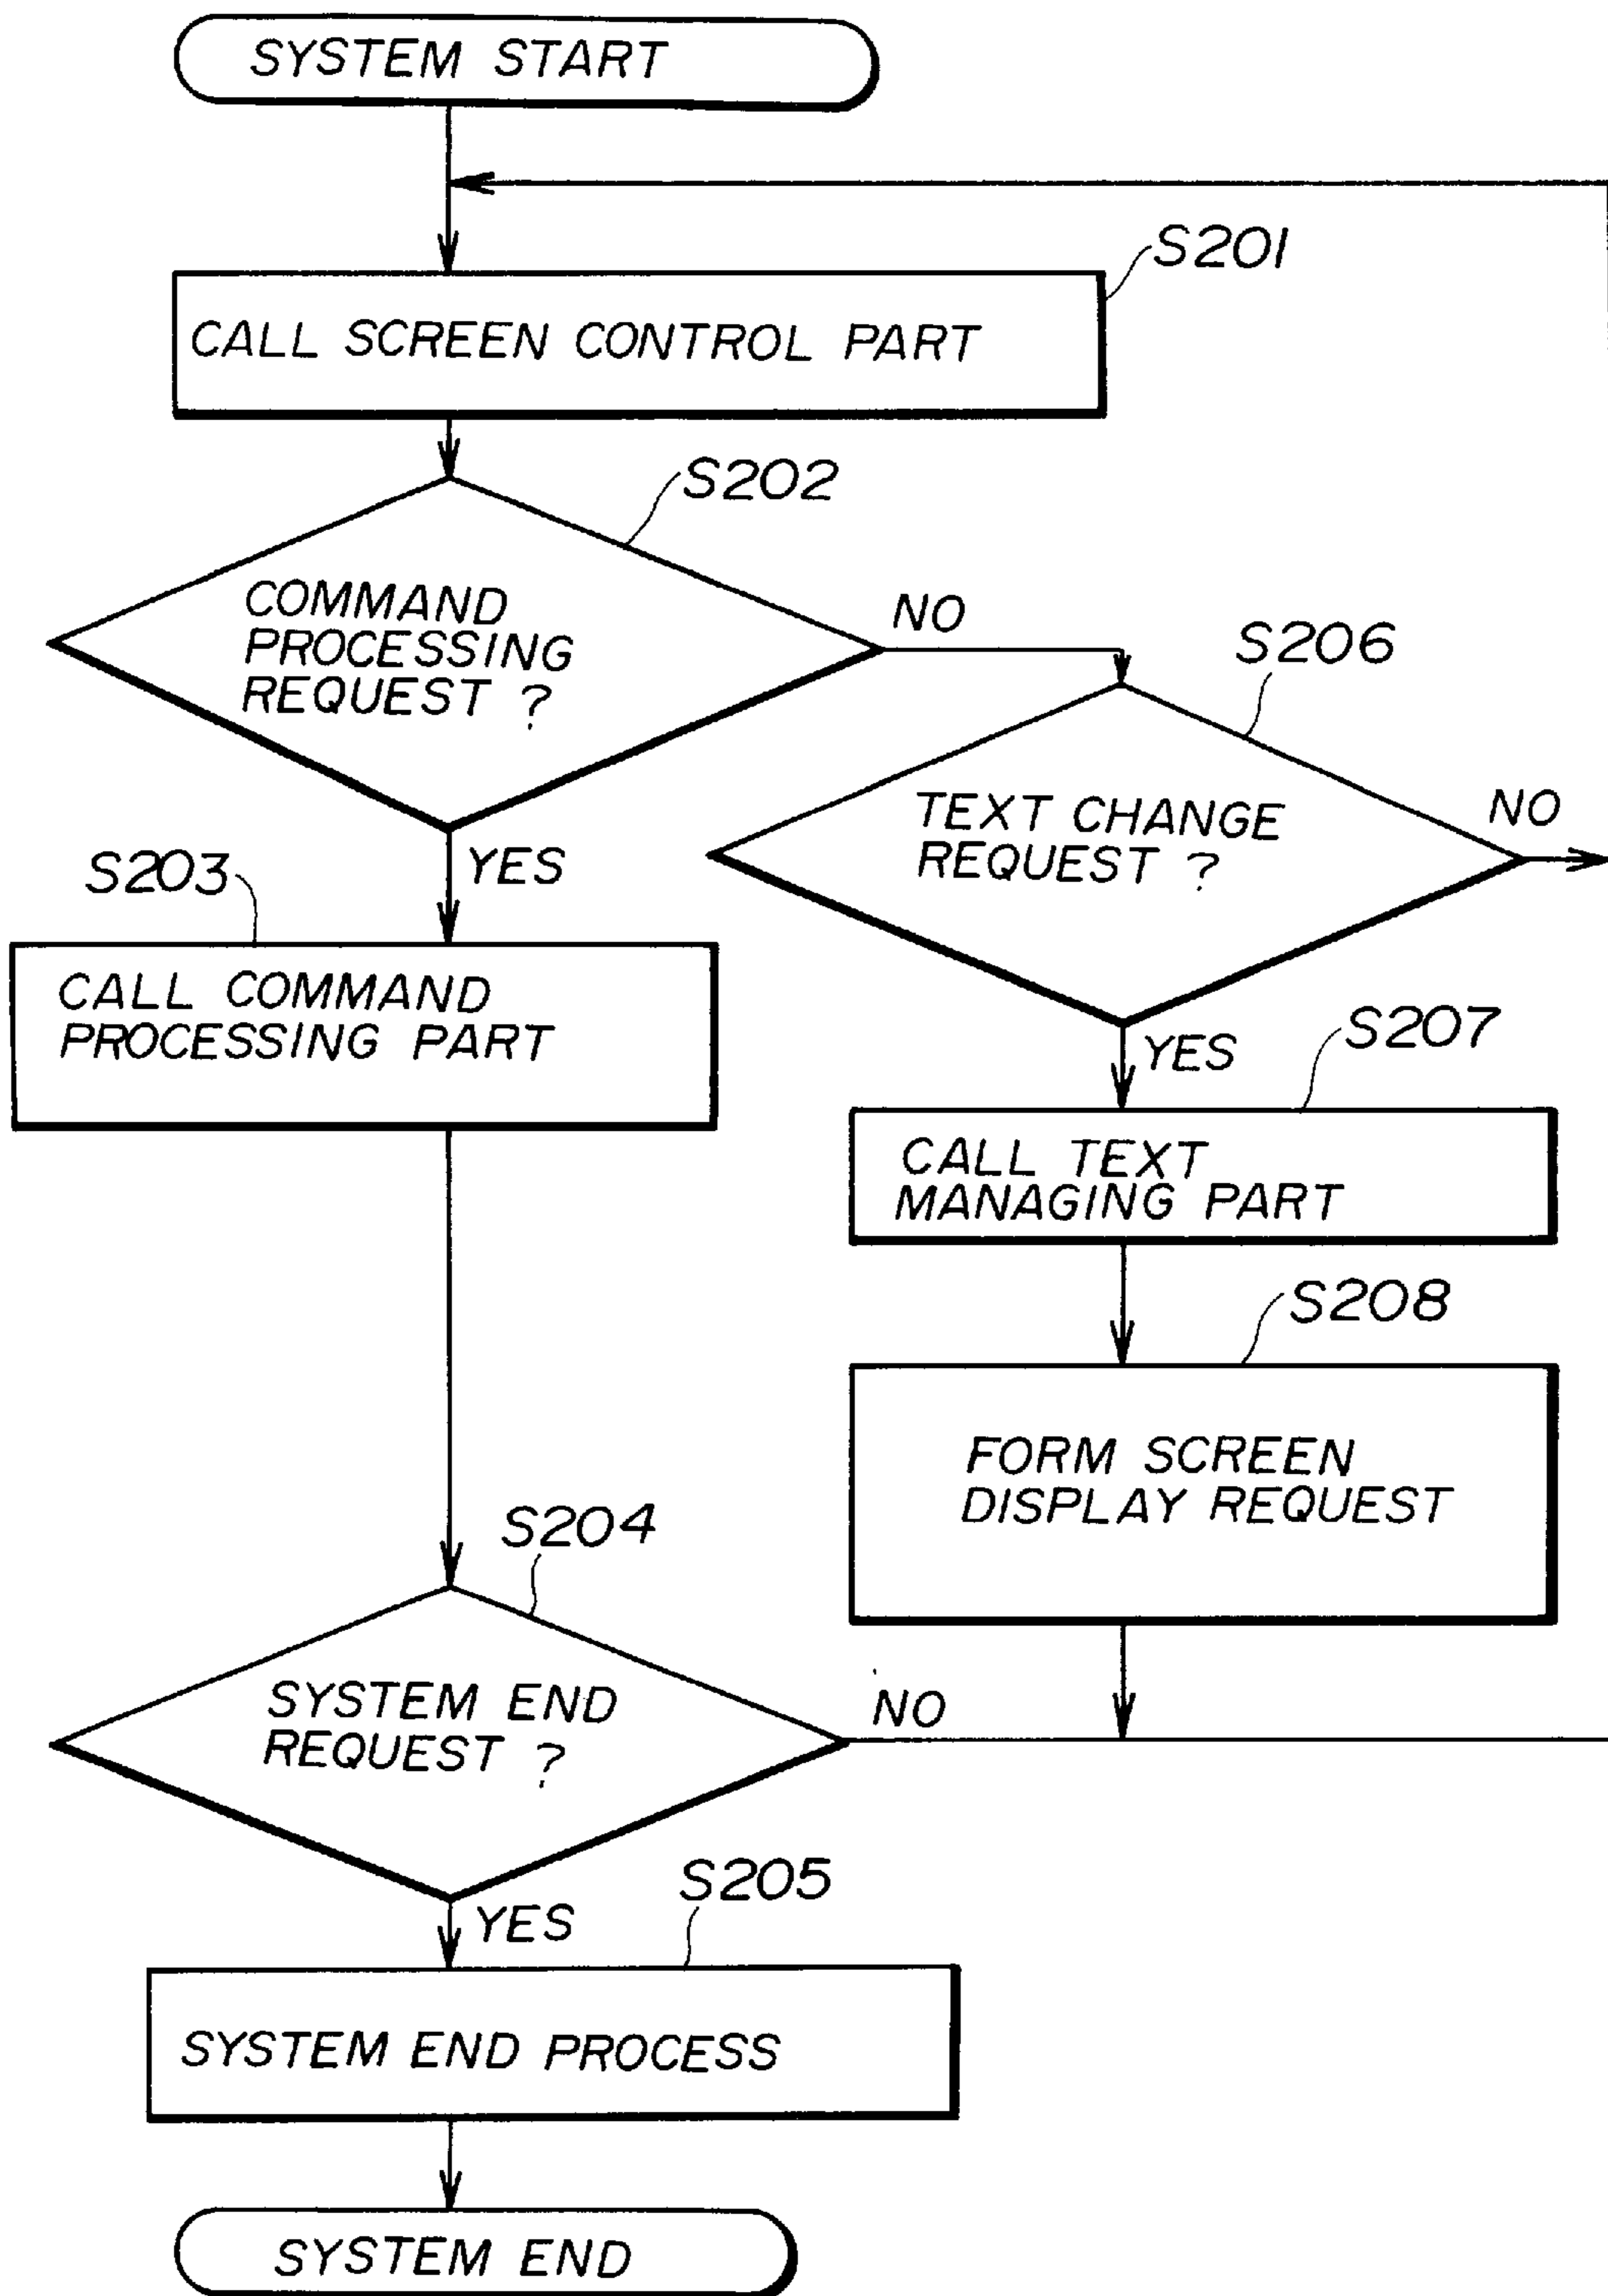 SYSTEM START
S201
CALL SCREEN CONTROL PART
S202
COMMAND
PROCESSING
REQUEST ?
NO
S206
TEXT CHANGE
REQUEST ?
NO
YES
S203
CALL COMMAND
PROCESSING PART
YES
S207
CALL TEXT
MANAGING PART
S208
FORM SCREEN
DISPLAY REQUEST
S204
SYSTEM END
REQUEST ?
NO
YES
S205
SYSTEM END PROCESS
SYSTEM END